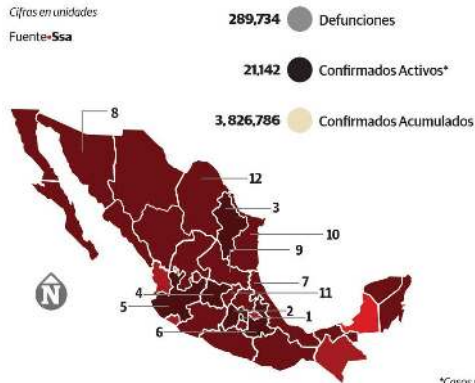 Cifras en unidades
Fuente•Ssa
289,734 Defunciones
21,142 Confirmados Activos*
3,826,786 Confirmados Acumulados
8
12
3
10
9
7
4
11
5
2
1
6
N